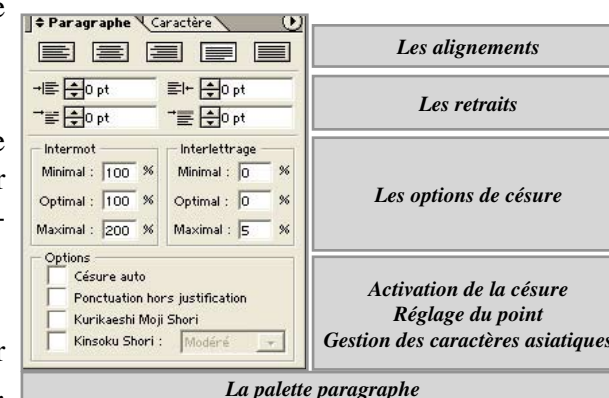 Paragraphe Caractère
Les alignements
0 pt 0 pt
0 pt 0 pt
Les retraits
Intermot Interlettrage
Minimal : 100 % Minimal : 0 %
Optimal : 100 % Optimal : 0 %
Maximal : 200 % Maximal : 5 %
Les options de césure
Options
Césure auto
Ponctuation hors justification
Kurikaeshi Moji Shori
Kinsoku Shori : Modéré
Activation de la césure
Réglage du point
Gestion des caractères asiatiques
La palette paragraphe